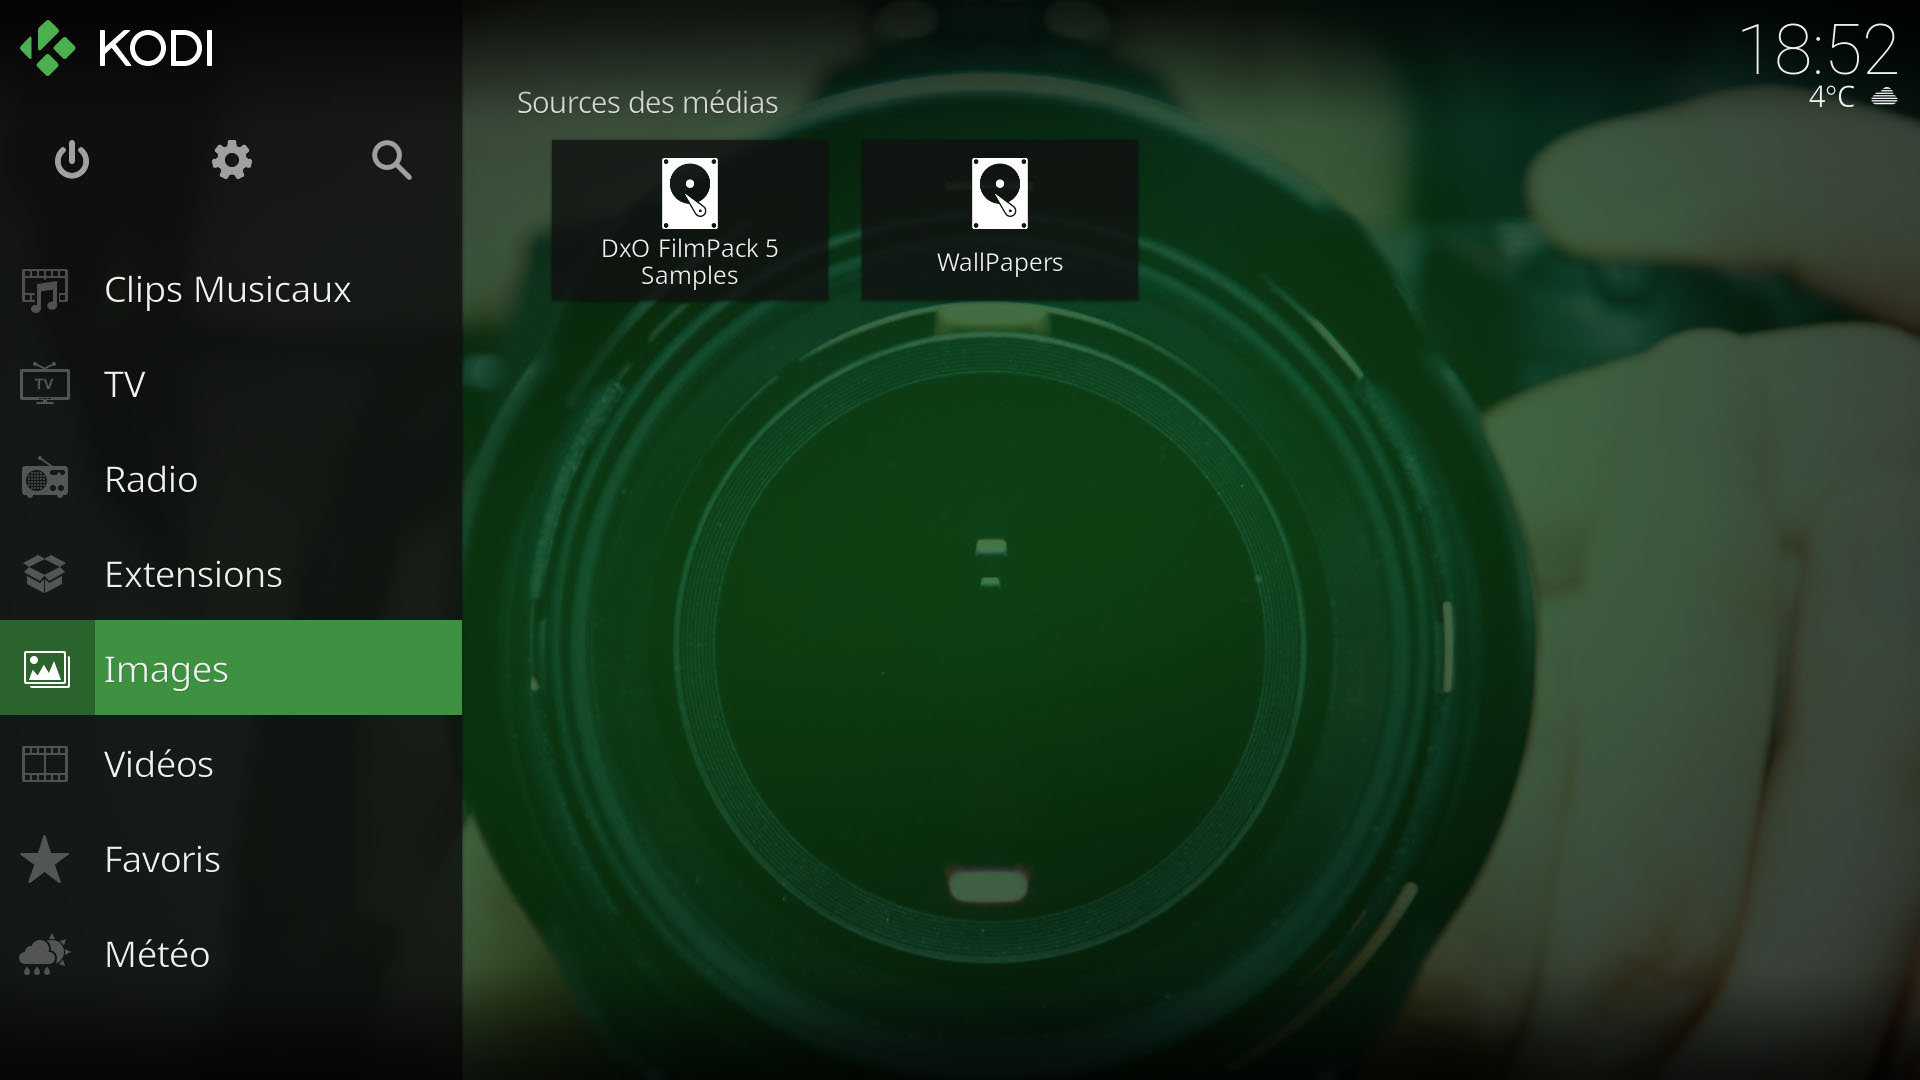 KODI
18:52
4°C
Sources des médias
DxO FilmPack 5
Samples
WallPapers
Clips Musicaux
TV
TV
Radio
Extensions
Images
Vidéos
Favoris
Météo